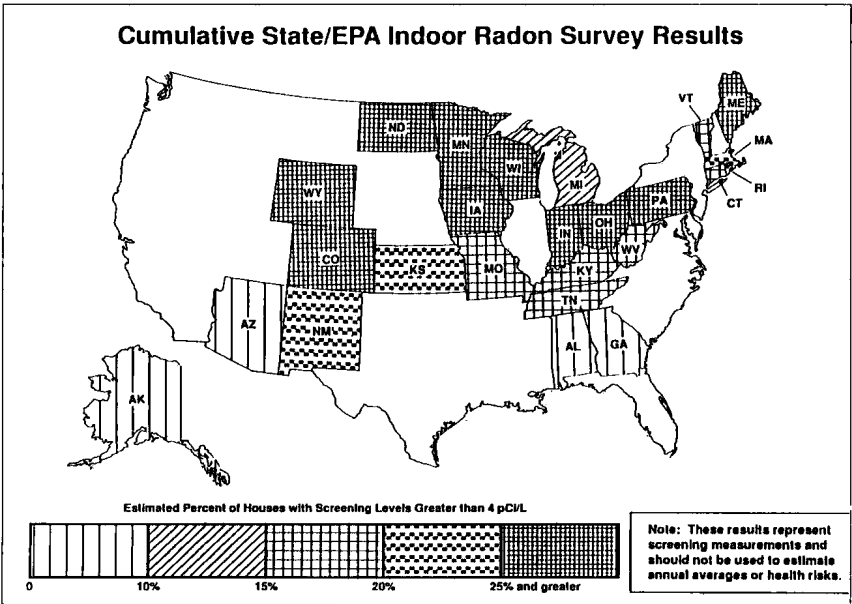 Cumulative State/EPA Indoor Radon Survey Results
VT
ME
ND
MN
MA
WI
MI
RI
WY
CT
PA
IA
OH
IN
WV
CO
KS
MO
KY
TN
AZ
NM
AL
GA
AK
Estimated Percent of Houses with Screening Levels Greater than 4 pCi/L
0 10% 15% 20% 25% and greater
Note: These results represent
screening measurements and
should not be used to estimate
annual averages or health risks.